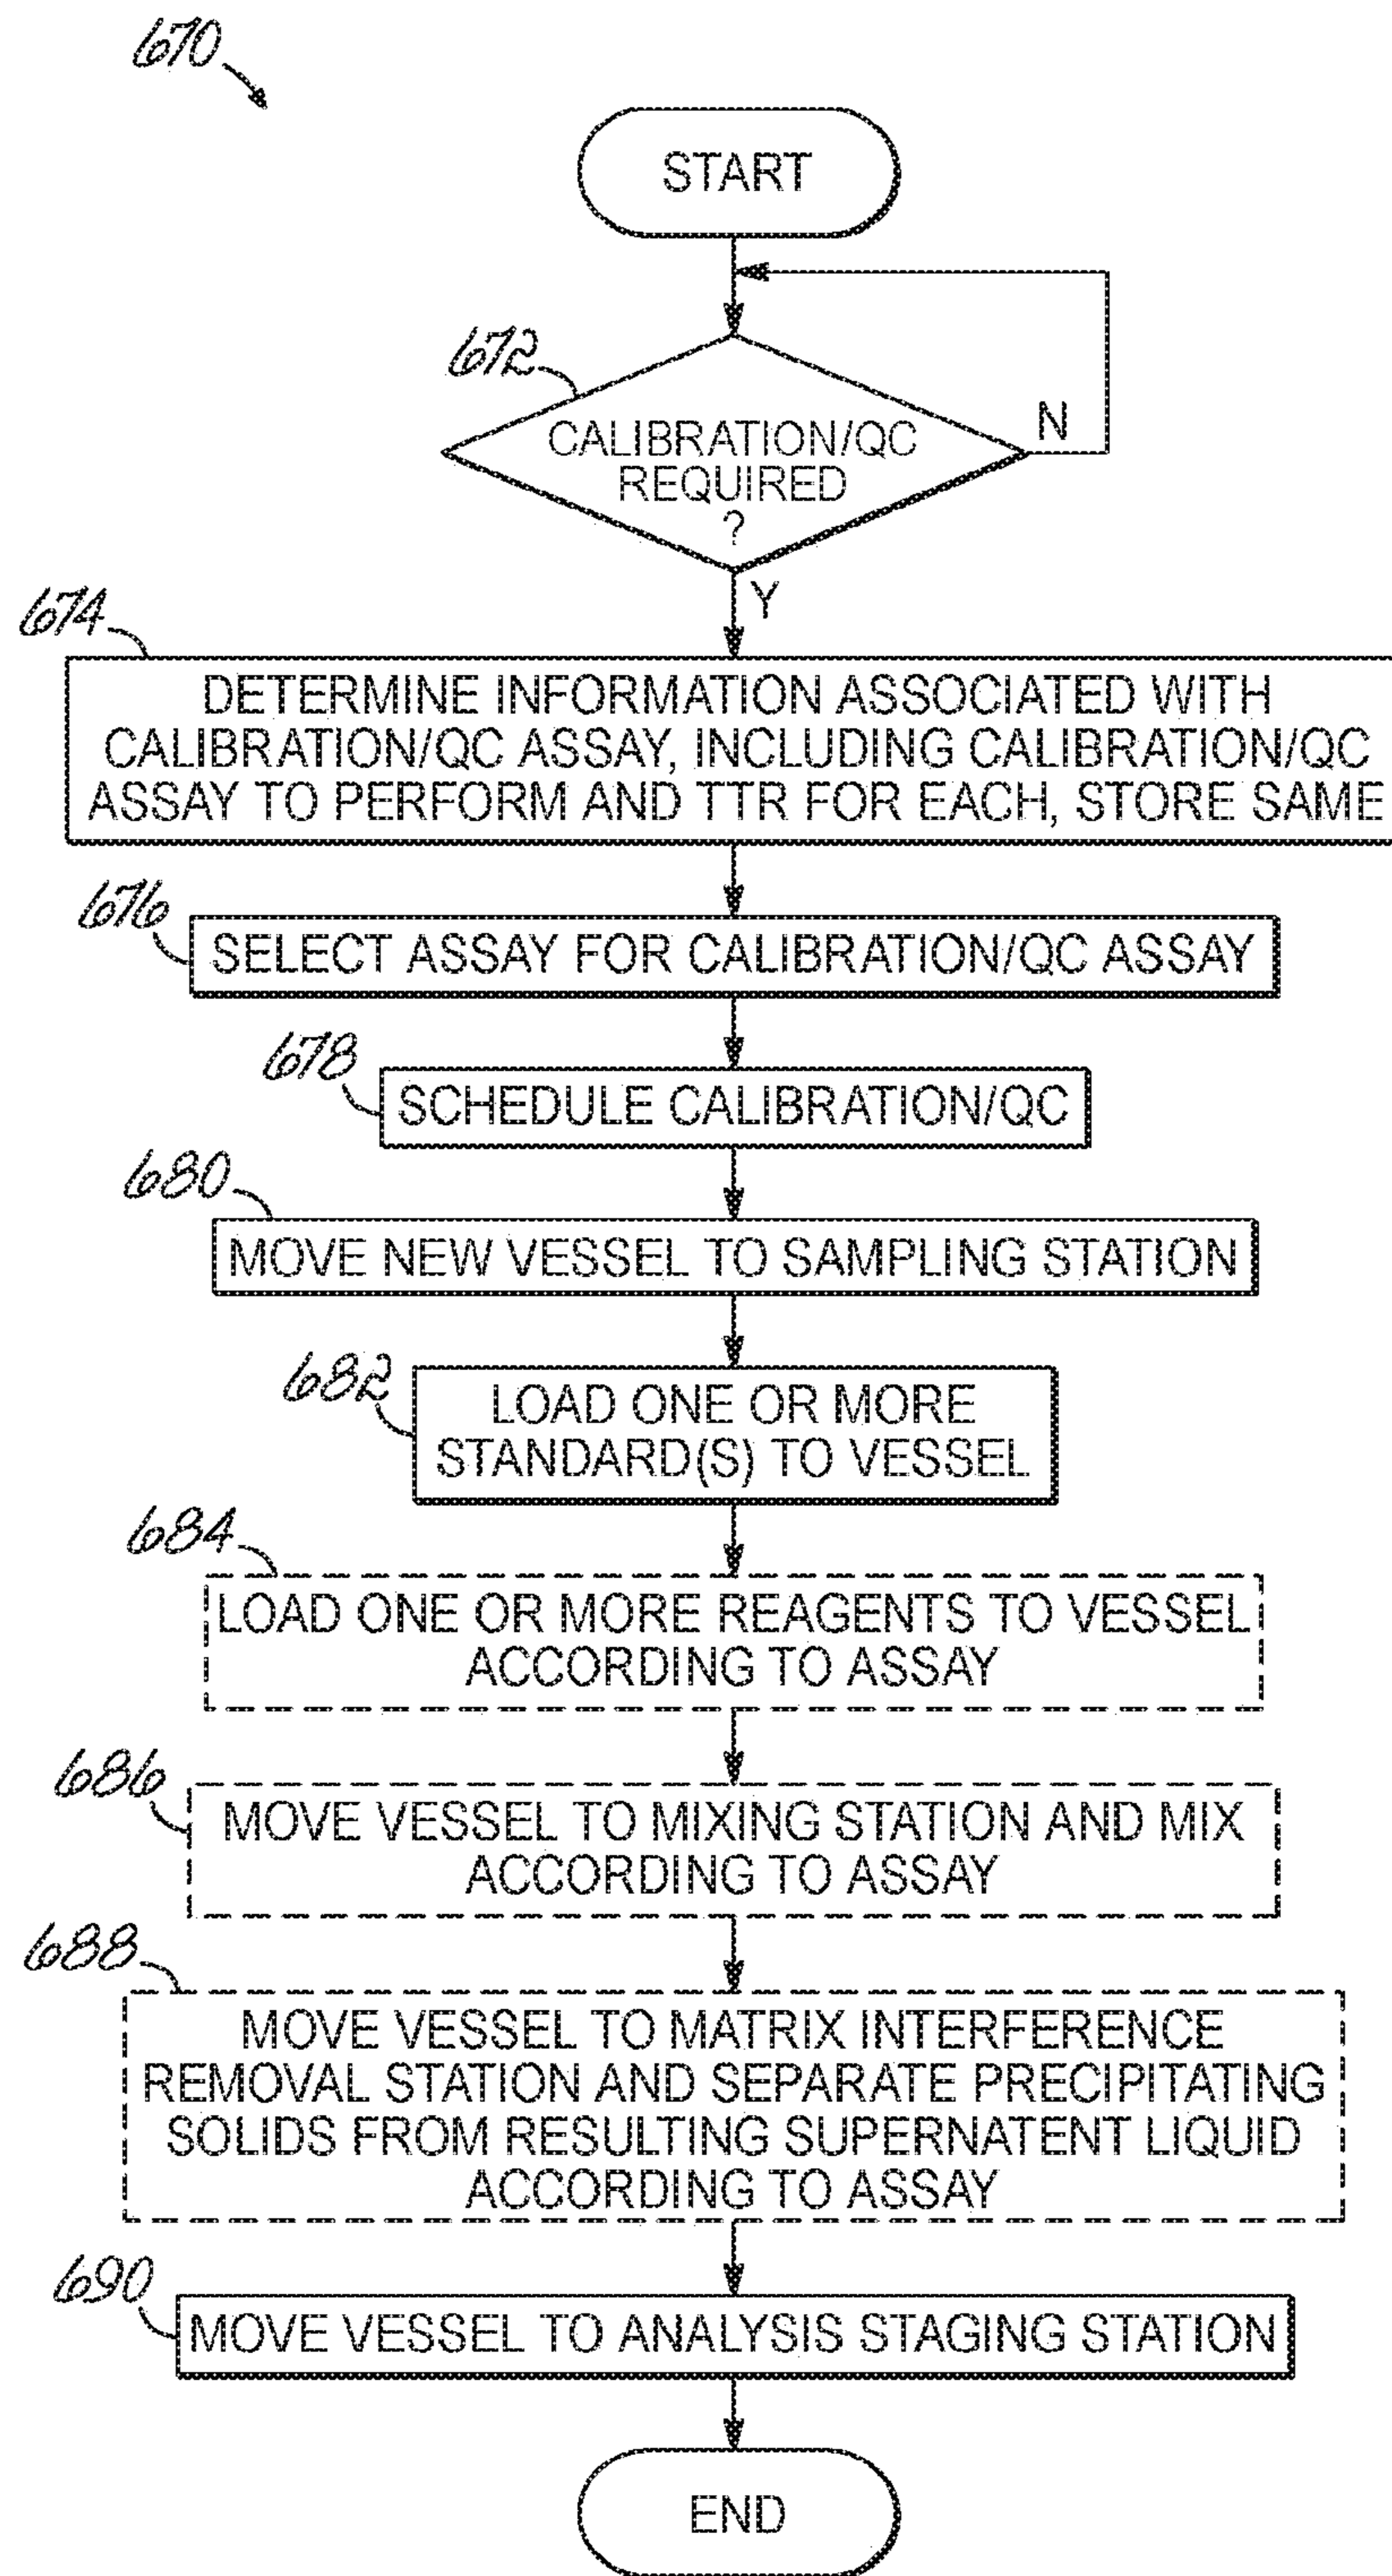 670
START
672
CALIBRATION/QC
REQUIRED
?
N
Y
674
DETERMINE INFORMATION ASSOCIATED WITH
CALIBRATION/QC ASSAY, INCLUDING CALIBRATION/QC
ASSAY TO PERFORM AND TTR FOR EACH, STORE SAME
676
SELECT ASSAY FOR CALIBRATION/QC ASSAY
678
SCHEDULE CALIBRATION/QC
680
MOVE NEW VESSEL TO SAMPLING STATION
682
LOAD ONE OR MORE
STANDARD(S) TO VESSEL
684
LOAD ONE OR MORE REAGENTS TO VESSEL
ACCORDING TO ASSAY
686
MOVE VESSEL TO MIXING STATION AND MIX
ACCORDING TO ASSAY
688
MOVE VESSEL TO MATRIX INTERFERENCE
REMOVAL STATION AND SEPARATE PRECIPITATING
SOLIDS FROM RESULTING SUPERNATENT LIQUID
ACCORDING TO ASSAY
690
MOVE VESSEL TO ANALYSIS STAGING STATION
END